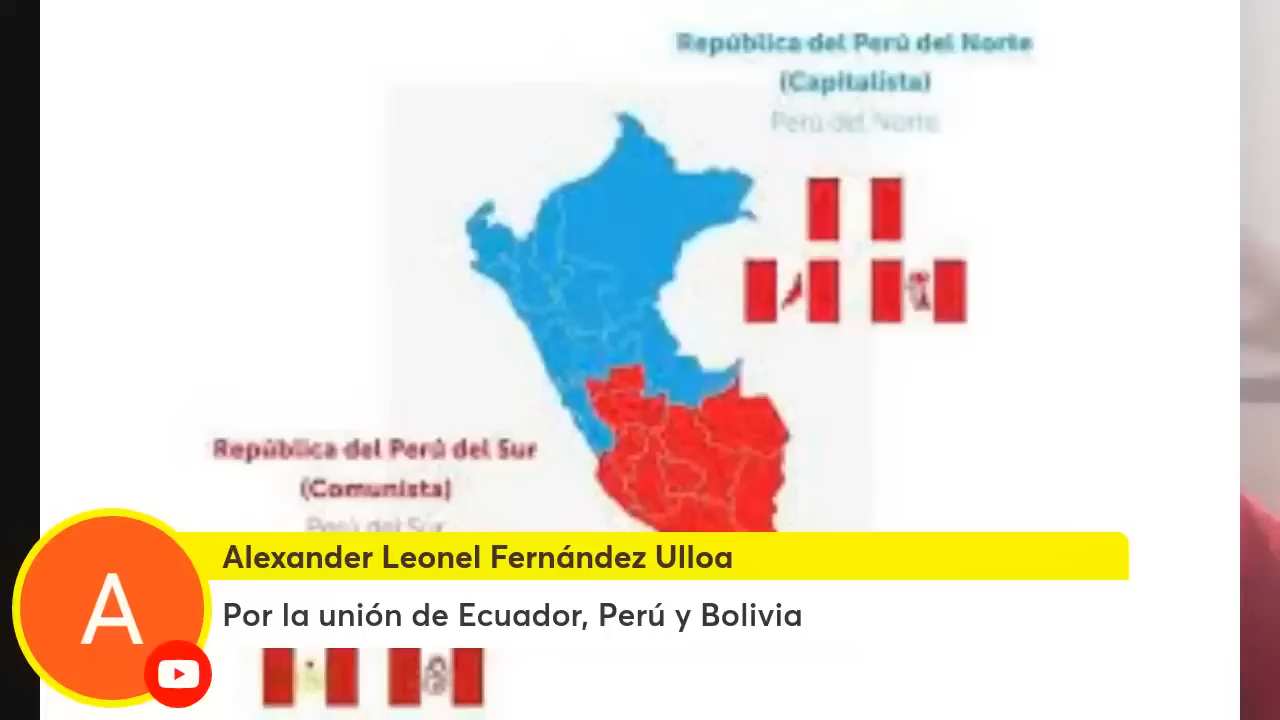 República del Perú del Norte
(Capitalista)
Perú del Norte
República del Perú del Sur
(Comunista)
Perú del Sur
Alexander Leonel Fernández Ulloa
A
Por la unión de Ecuador, Perú y Bolivia